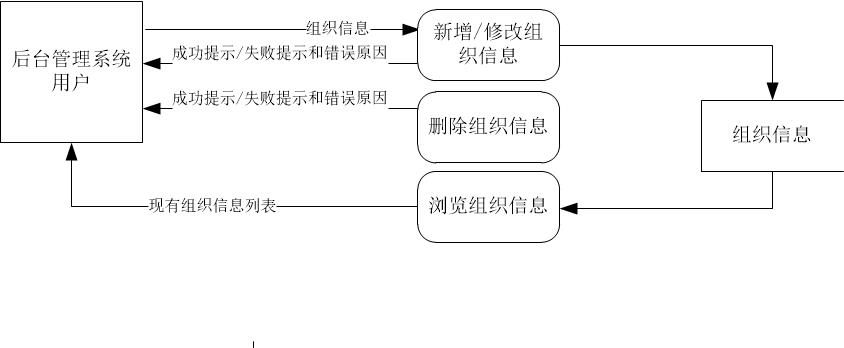 组织信息
新增/修改组
织信息
后台管理系统
用户
成功提示/失败提示和错误原因
成功提示/失败提示和错误原因
删除组织信息
组织信息
现有组织信息列表
浏览组织信息